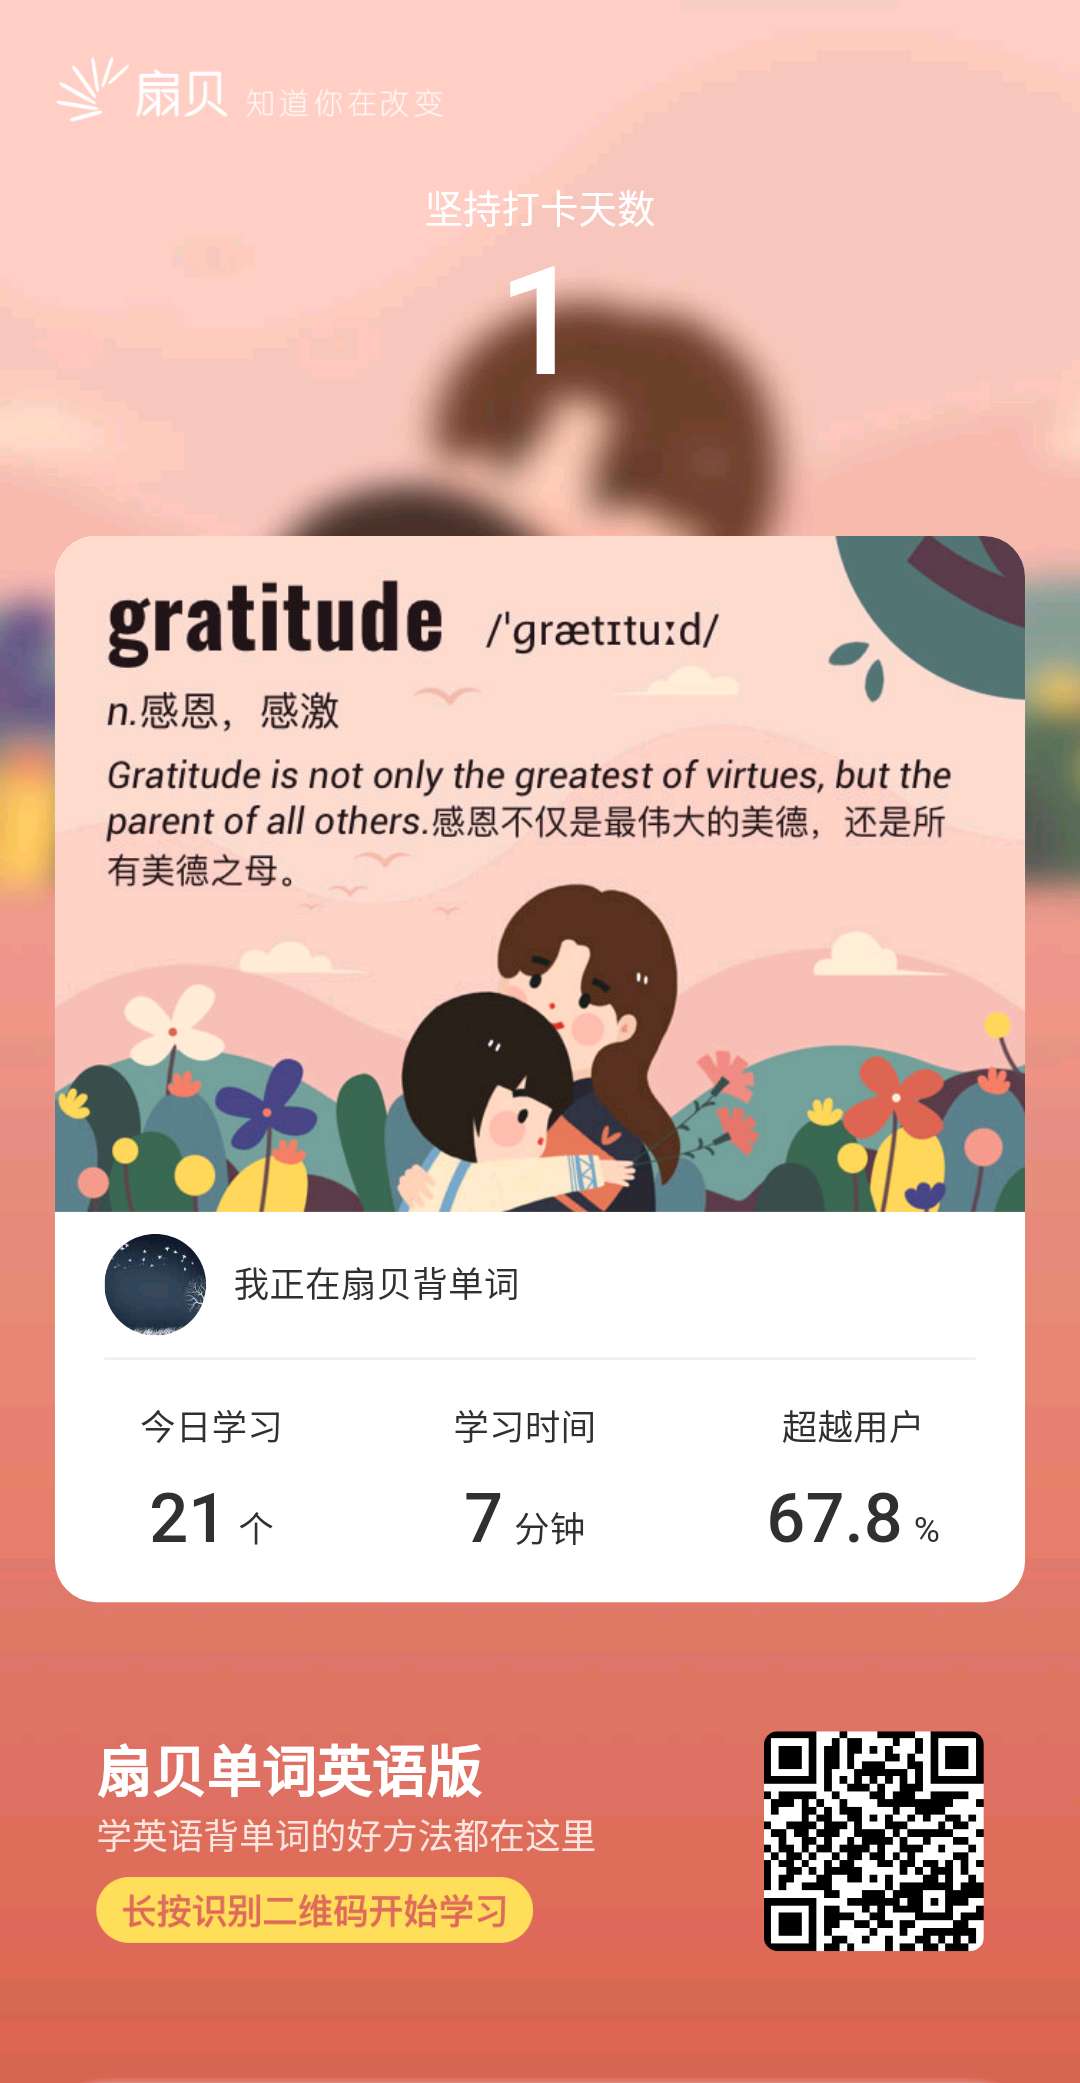 扇贝 知道你在改变
坚持打卡天数
1
gratitude /ˈɡrætɪtuːd/
n.感恩，感激
Gratitude is not only the greatest of virtues, but the
parent of all others.感恩不仅是最伟大的美德，还是所
有美德之母。
我正在扇贝背单词
今日学习 学习时间 超越用户
21 个 7 分钟 67.8 %
扇贝单词英语版
学英语背单词的好方法都在这里
长按识别二维码开始学习